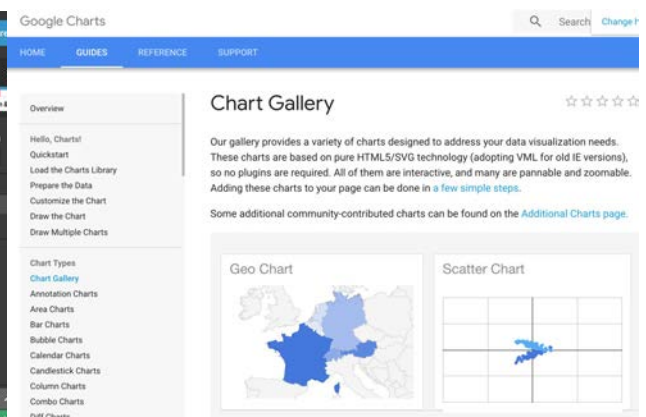 Google Charts
Search Change
HOME GUIDES REFERENCE SUPPORT
Overview
Hello, Charts!
Quickstart
Load the Charts Library
Prepare the Data
Customize the Chart
Draw the Chart
Draw Multiple Charts
Chart Types
Chart Gallery
Annotation Charts
Area Charts
Bar Charts
Bubble Charts
Calendar Charts
Candlestick Charts
Column Charts
Combo Charts
Diff Charts
Chart Gallery
Our gallery provides a variety of charts designed to address your data visualization needs.
These charts are based on pure HTML5/SVG technology (adopting VML for old IE versions),
so no plugins are required. All of them are interactive, and many are pannable and zoomable.
Adding these charts to your page can be done in a few simple steps.
Some additional community-contributed charts can be found on the Additional Charts page.
Geo Chart
Scatter Chart